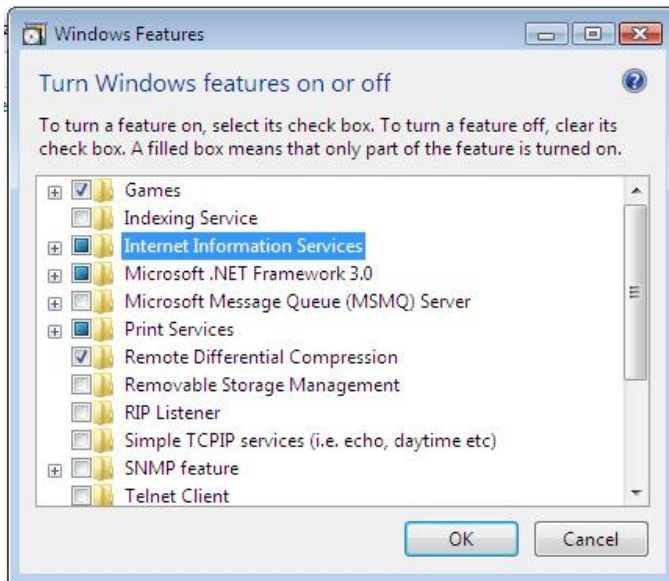 Windows Features
Turn Windows features on or off
To turn a feature on, select its check box. To turn a feature off, clear its
check box. A filled box means that only part of the feature is turned on.
Games
Indexing Service
Internet Information Services
Microsoft .NET Framework 3.0
Microsoft Message Queue (MSMQ) Server
Print Services
Remote Differential Compression
Removable Storage Management
RIP Listener
Simple TCPIP services (i.e. echo, daytime etc)
SNMP feature
Telnet Client
OK Cancel